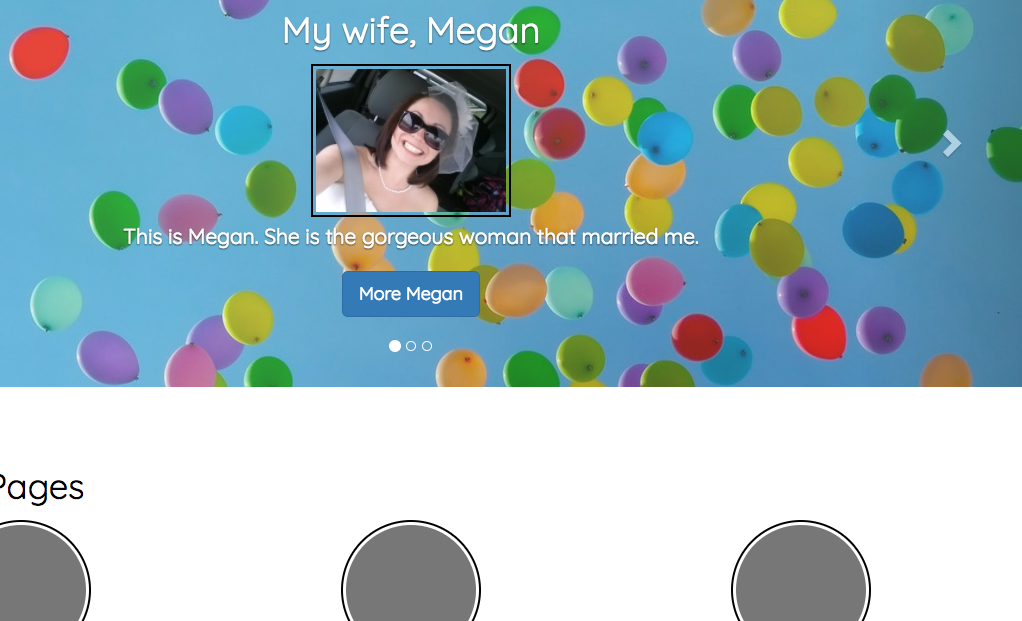 My wife, Megan
This is Megan. She is the gorgeous woman that married me.
More Megan
Pages